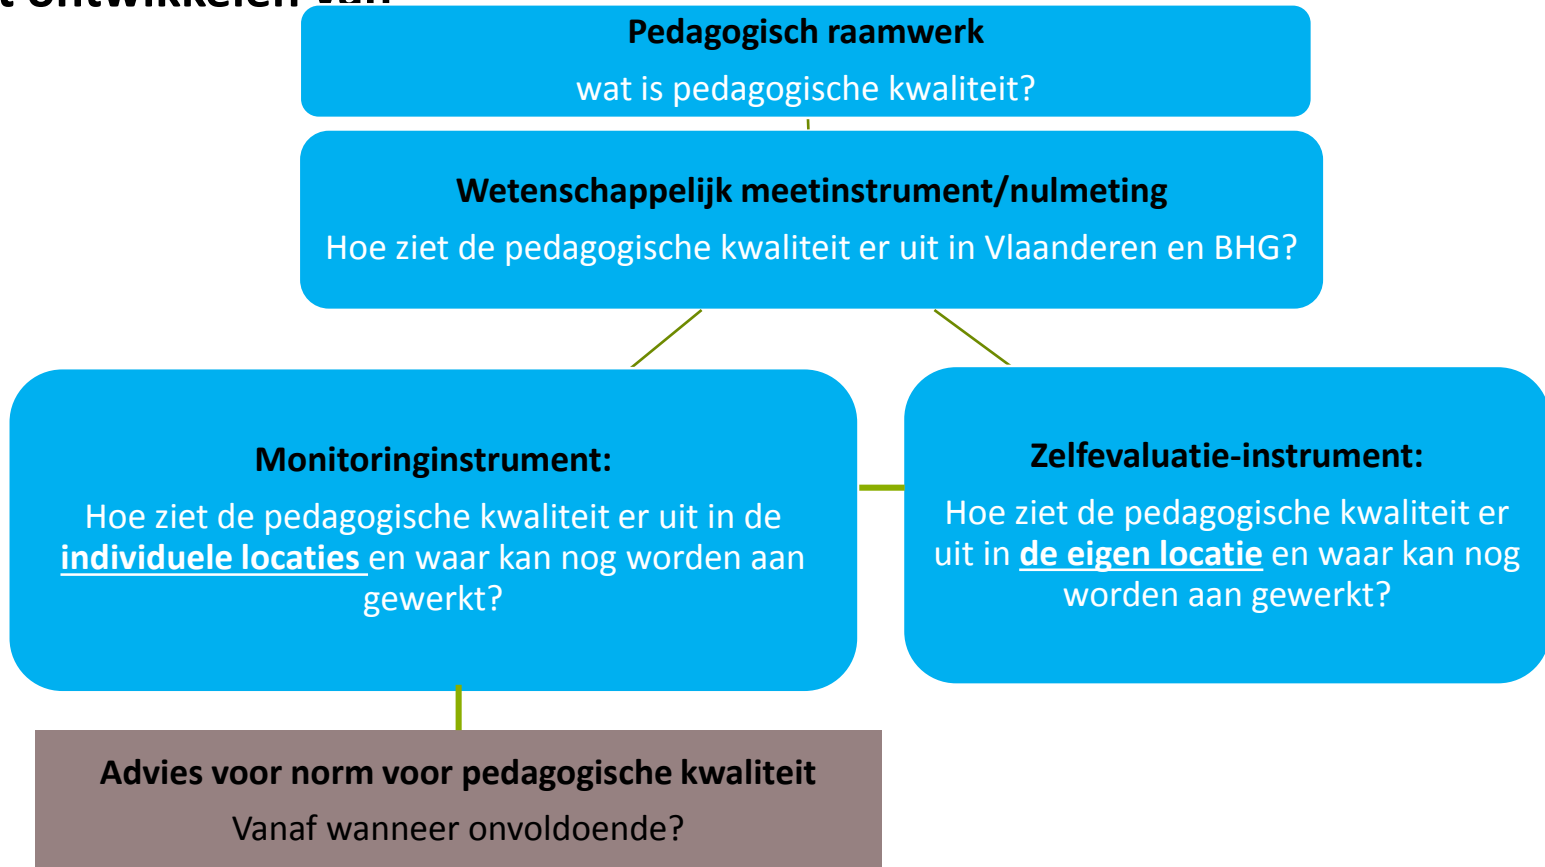 ontwikkelen van
Pedagogisch raamwerk
wat is pedagogische kwaliteit?
Wetenschappelijk meetinstrument/nulmeting
Hoe ziet de pedagogische kwaliteit er uit in Vlaanderen en BHG?
Monitoringinstrument:
Hoe ziet de pedagogische kwaliteit er uit in de
individuele locaties en waar kan nog worden aan
gewerkt?
Zelfevaluatie-instrument:
Hoe ziet de pedagogische kwaliteit er
uit in de eigen locatie en waar kan nog
worden aan gewerkt?
Advies voor norm voor pedagogische kwaliteit
Vanaf wanneer onvoldoende?